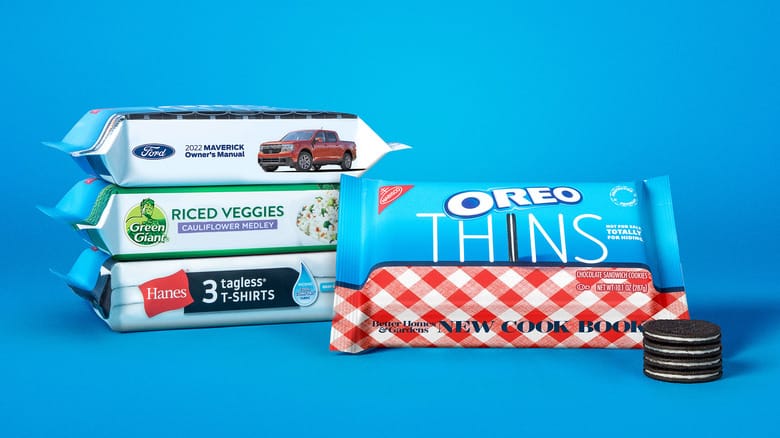 Ford
2022 MAVERICK
Owner's Manual
Green
Giant
RICED VEGGIES
CAULIFLOWER MEDLEY
Hanes
3 tagless®
T-SHIRTS
NABISCO
OREO
THINS
NOT FOR SALE
TOTALLY
FOR HIDING
CHOCOLATE SANDWICH COOKIES
NET WT 10.1 OZ (287g)
Better Homes
& Gardens
NEW COOK BOOK